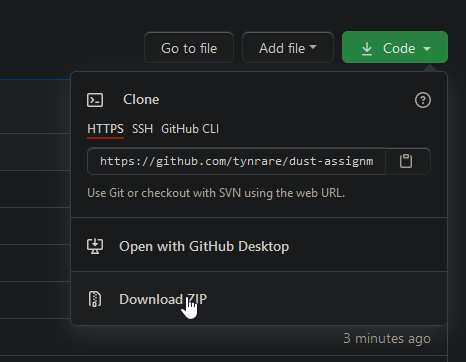 Go to file Add file Code
Clone
HTTPS SSH GitHub CLI
https://github.com/tynrare/dust-assignm
Use Git or checkout with SVN using the web URL.
Open with GitHub Desktop
Download ZIP
3 minutes ago